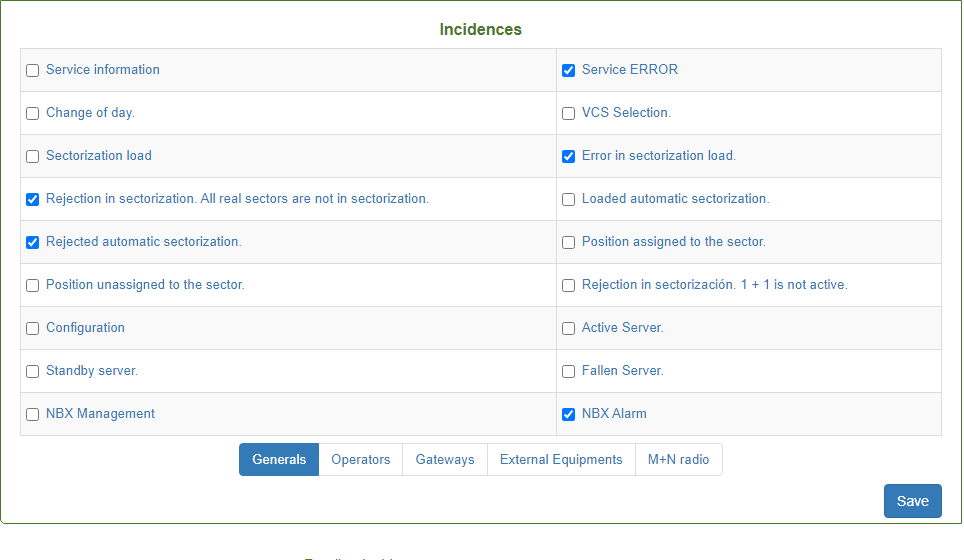 Incidences
Service information
Service ERROR
Change of day.
VCS Selection.
Sectorization load
Error in sectorization load.
Rejection in sectorization. All real sectors are not in sectorization.
Loaded automatic sectorization.
Rejected automatic sectorization.
Position assigned to the sector.
Position unassigned to the sector.
Rejection in sectorización. 1 + 1 is not active.
Configuration
Active Server.
Standby server.
Fallen Server.
NBX Management
NBX Alarm
Generals Operators Gateways External Equipments M+N radio
Save